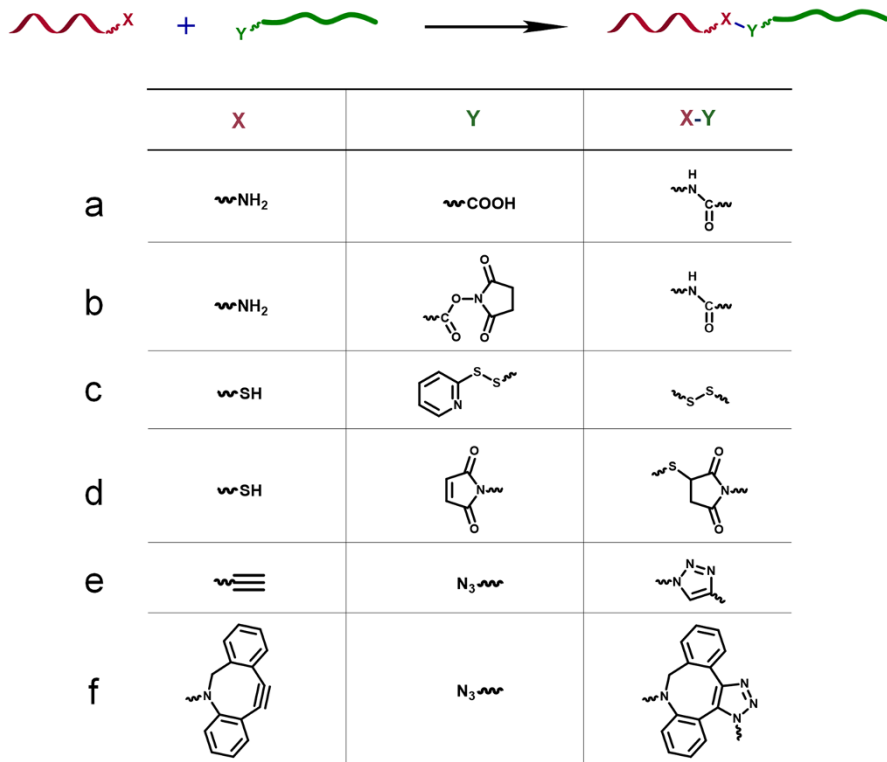 X + Y X Y
X Y X-Y
a NH2 COOH H N C O
b NH2 O O N C O O H N C O
c SH S S N S S
d SH O N O S O N O
e N3 N N N
f N N3 N N N N